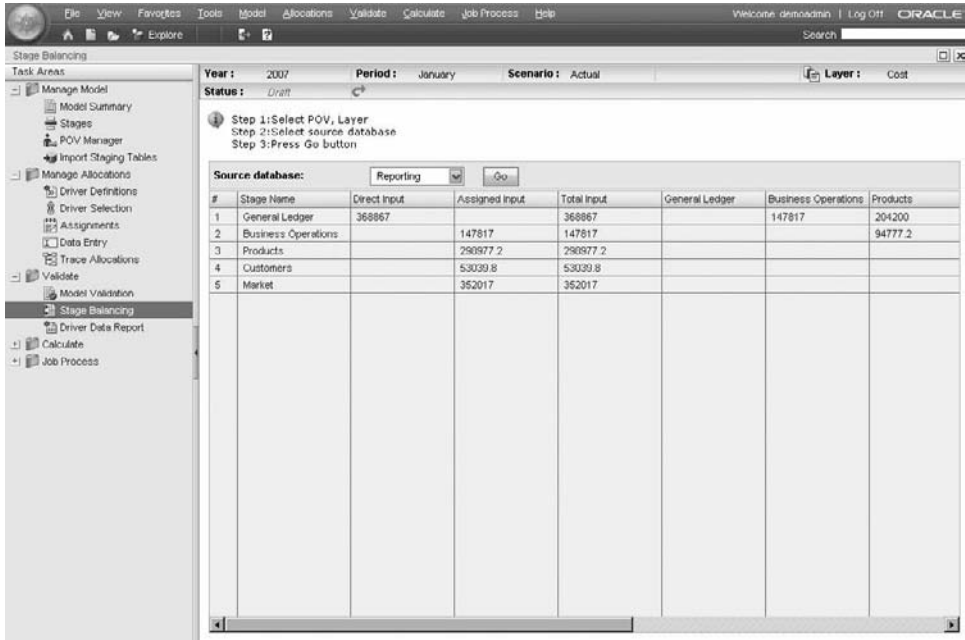 File View Favorites Tools Model Allocations Validate Calculate Job Process Help Welcome demoadmin | Log Off ORACLE
Explore Search
Stage Balancing
Task Areas
Manage Model
Model Summary
Stages
POV Manager
Import Staging Tables
Manage Allocations
Driver Definitions
Driver Selection
Assignments
Data Entry
Trace Allocations
Validate
Model Validation
Stage Balancing
Driver Data Report
Calculate
Job Process
Year : 2007 Period : January Scenario : Actual Layer : Cost
Status : Draft
Step 1:Select POV, Layer
Step 2:Select source database
Step 3:Press Go button
Source database: Reporting Go
# Stage Name Direct Input Assigned Input Total Input General Ledger Business Operations Products
1 General Ledger 368867 368867 147817 204200
2 Business Operations 147817 147817 94777.2
3 Products 298977.2 298977.2
4 Customers 53039.8 53039.8
5 Market 352017 352017